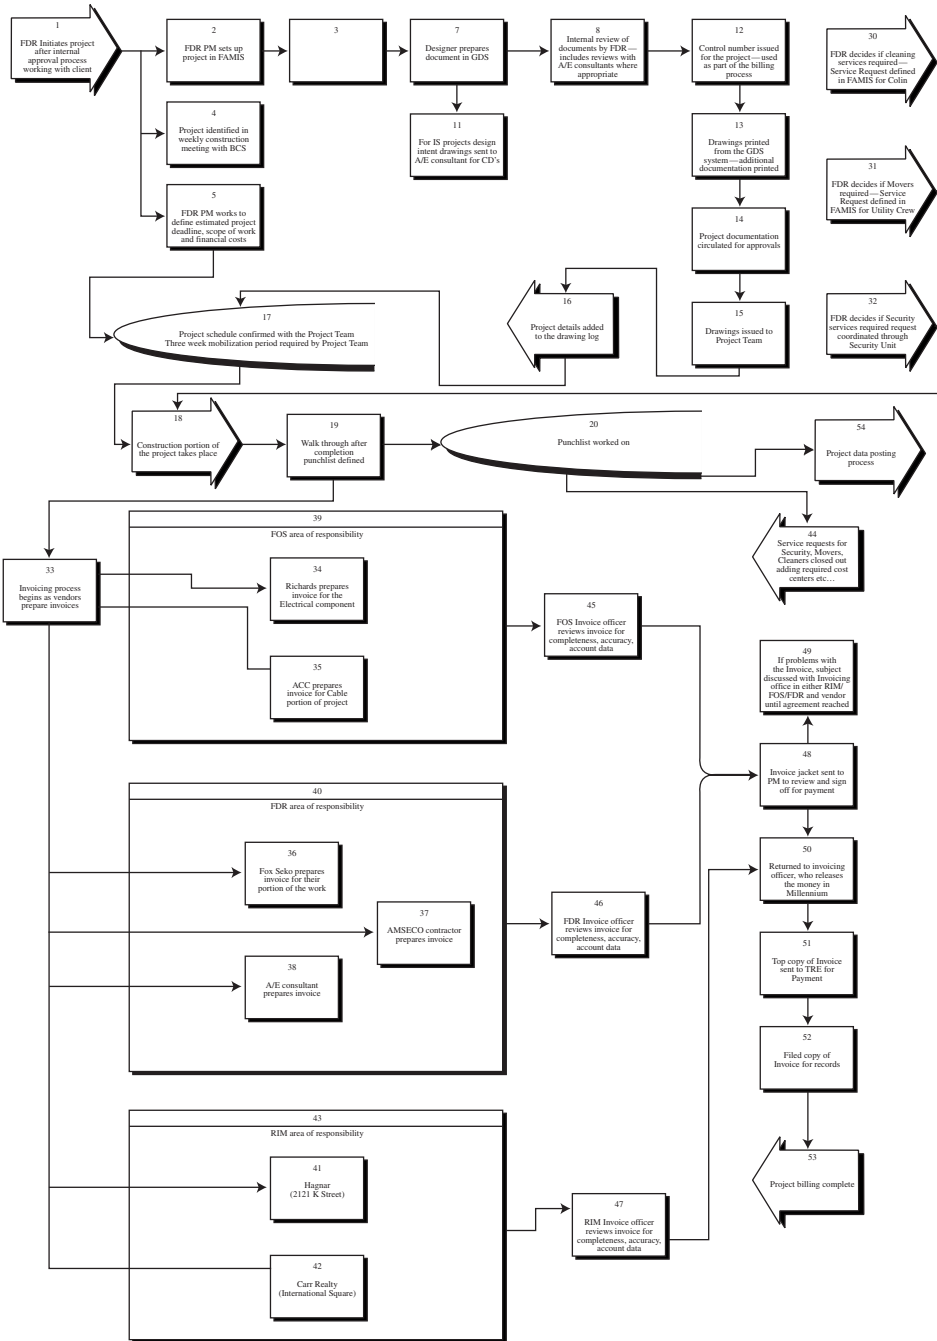 1
FDR Initiates project
after internal
approval process
working with client
2
FDR PM sets up
project in FAMIS
3
7
Designer prepares
document in GDS
8
Internal review of
documents by FDR—
includes reviews with
A/E consultants where
appropriate
12
Control number issued
for the project—used
as part of the billing
process
30
FDR decides if cleaning
services required—
Service Request defined
in FAMIS for Colin
4
Project identified in
weekly construction
meeting with BCS
11
For IS projects design
intent drawings sent to
A/E consultant for CD's
13
Drawings printed
from the GDS
system—additional
documentation printed
31
FDR decides if Movers
required—Service
Request defined in
FAMIS for Utility Crew
5
FDR PM works to
define estimated project
deadline, scope of work
and financial costs
14
Project documentation
circulated for approvals
17
Project schedule confirmed with the Project Team
Three week mobilization period required by Project Team
16
Project details added
to the drawing log
15
Drawings issued to
Project Team
32
FDR decides if Security
services required request
coordinated through
Security Unit
18
Construction portion of
the project takes place
19
Walk through after
completion
punchlist defined
20
Punchlist worked on
54
Project data posting
process
39
FOS area of responsibility
44
Service requests for
Security, Movers,
Cleaners closed out
adding required cost
centers etc…
33
Invoicing process
begins as vendors
prepare invoices
34
Richards prepares
invoice for the
Electrical component
45
FOS Invoice officer
reviews invoice for
completeness, accuracy,
account data
35
ACC prepares
invoice for Cable
portion of project
49
If problems with
the Invoice, subject
discussed with Invoicing
office in either RIM/
FOS/FDR and vendor
until agreement reached
48
Invoice jacket sent to
PM to review and sign
off for payment
40
FDR area of responsibility
36
Fox Seko prepares
invoice for their
portion of the work
50
Returned to invoicing
officer, who releases
the money in
Millennium
37
AMSECO contractor
prepares invoice
46
FDR Invoice officer
reviews invoice for
completeness, accuracy,
account data
38
A/E consultant
prepares invoice
51
Top copy of Invoice
sent to TRE for
Payment
52
Filed copy of
Invoice for records
43
RIM area of responsibility
41
Hagnar
(2121 K Street)
53
Project billing complete
47
RIM Invoice officer
reviews invoice for
completeness, accuracy,
account data
42
Carr Realty
(International Square)